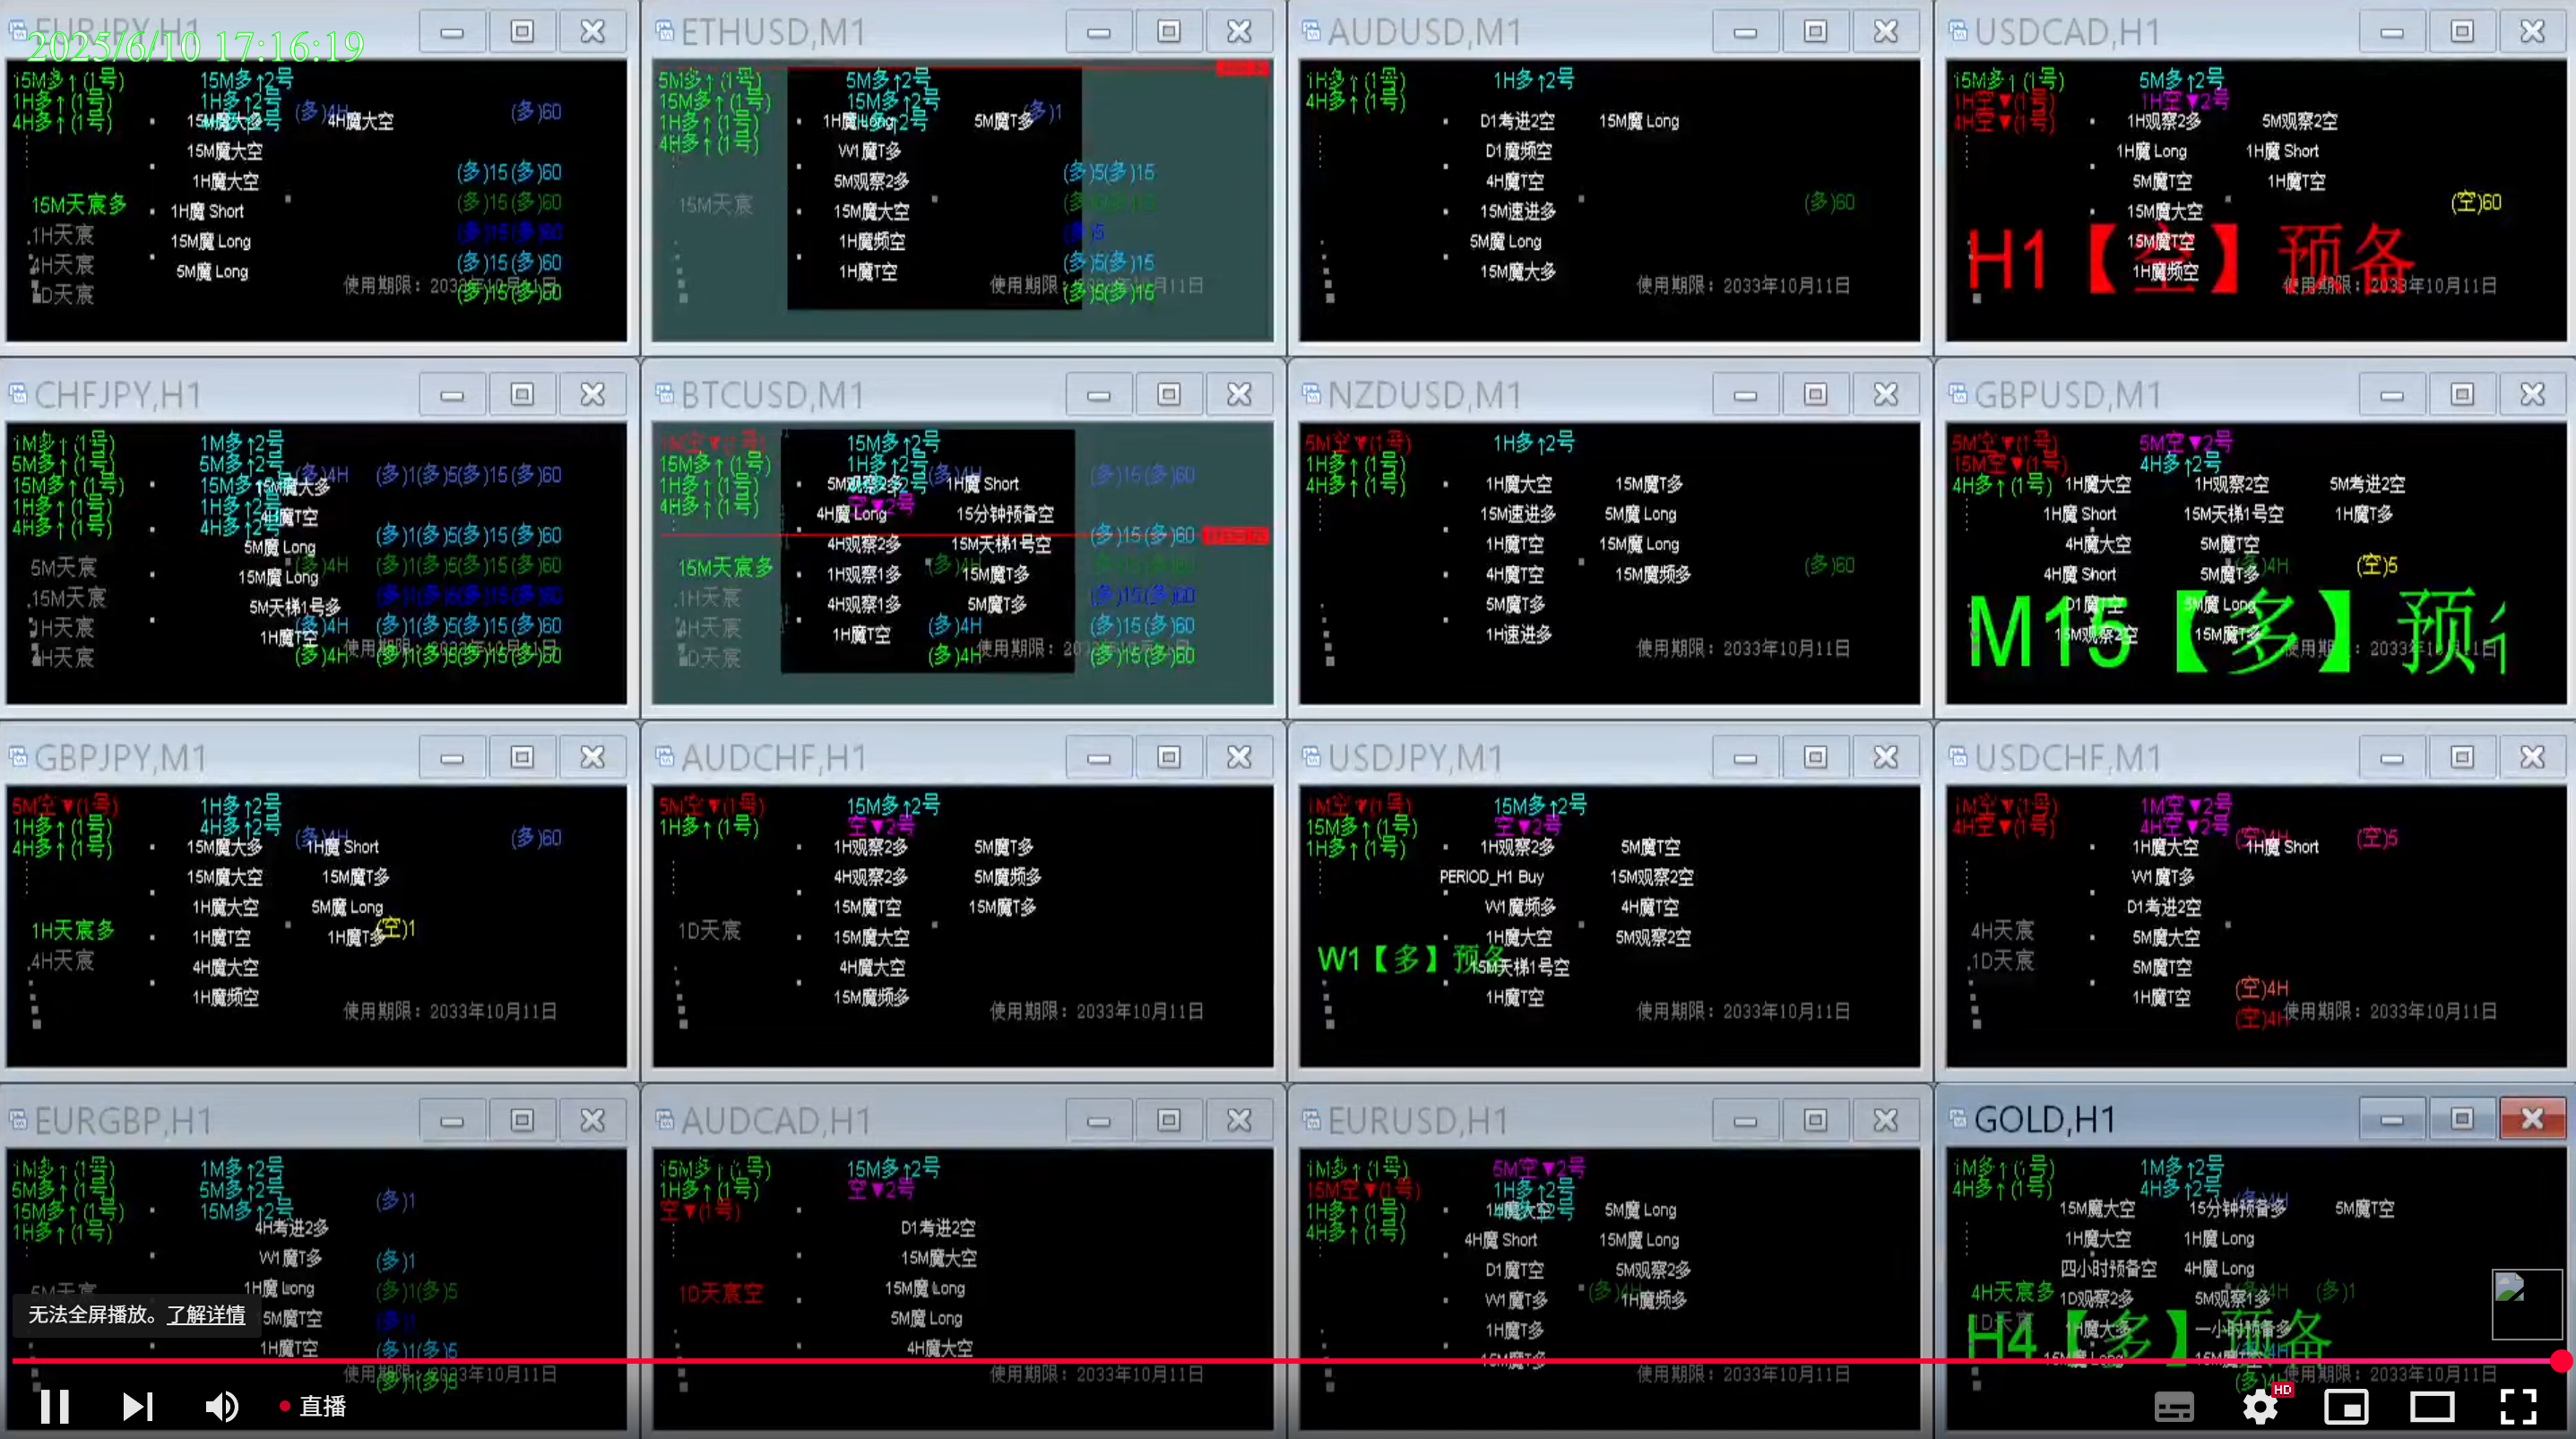 EURJPY,H1
2025/6/10 17:16:19
15M多↑(1号) 15M多↑2号
1H多↑(1号) 1H多↑2号 (多)4H (多)60
4H多↑(1号) 15M魔大多 4H魔大空
15M魔大空
(多)15(多)60
1H魔大空
15M天宸多 (多)15(多)60
1H魔 Short
1H天宸 15M魔 Long (多)15(多)60
4H天宸 5M魔 Long (多)15(多)60
D天宸 使用期限：2033年10月11日
(多)15(多)60
ETHUSD,M1
5M多↑(1号) 5M多↑2号
15M多↑(1号) 15M多↑2号 (多)1
1H多↑(1号) 1H魔 Long 5M魔T多
4H多↑(1号) W1魔T多
(多)5(多)15
5M观察2多
15M天宸 15M魔大空
1H魔频空 (多)5
(多)5(多)15
1H魔T空 使用期限：2033年10月11日
(多)5(多)15
AUDUSD,M1
1H多↑(1号) 1H多↑2号
4H多↑(1号)
D1考进2空 15M魔 Long
D1魔频空
4H魔T空
(多)60
15M速进多
5M魔 Long
15M魔大多
使用期限：2033年10月11日
USDCAD,H1
15M多↑(1号) 5M多↑2号
1H空▼(1号) 1H空▼2号
4H空▼(1号) 1H观察2多 5M观察2空
1H魔 Long 1H魔 Short
5M魔T空 1H魔T空
(空)60
15M魔大空
15M魔T空
H1【空】预备
1H魔频空
使用期限：2033年10月11日
CHFJPY,H1
1M多↑(1号) 1M多↑2号
5M多↑(1号) 5M多↑2号 (多)4H (多)1(多)5(多)15(多)60
15M多↑(1号) 15M多↑2号 15M魔大多
1H多↑(1号) 1H多↑2号 4H魔T空
4H多↑(1号) 4H多↑2号 (多)1(多)5(多)15(多)60
5M魔 Long
5M天宸 (多)4H (多)1(多)5(多)15(多)60
15M魔 Long
15M天宸 5M天梯1号多 (多)1(多)5(多)15(多)60
1H天宸 1H魔T空 (多)4H (多)1(多)5(多)15(多)60
4H天宸 (多)4H (多)1(多)5(多)15(多)60
BTCUSD,M1
1M空▼(1号) 15M多↑2号
15M多↑(1号) 1H多↑2号 (多)4H (多)15(多)60
1H多↑(1号) 5M观察2多 1H魔 Short
4H多↑(1号) 空▼2号
4H魔 Long 15分钟预备空
(多)15(多)60
4H观察2多 15M天梯1号空
15M天宸多 1H观察1多 15M魔T多
1H天宸 4H观察1多 5M魔T多 (多)15(多)60
4H天宸 1H魔T空 (多)4H (多)15(多)60
D天宸 (多)4H (多)15(多)60
NZDUSD,M1
5M空▼(1号) 1H多↑2号
1H多↑(1号)
4H多↑(1号) 1H魔大空 15M魔T多
15M速进多 5M魔 Long
1H魔T空 15M魔 Long
(多)60
4H魔T空 15M魔频多
5M魔T多
1H速进多
使用期限：2033年10月11日
GBPUSD,M1
5M空▼(1号) 5M空▼2号
15M空▼(1号) 4H多↑2号
4H多↑(1号) 1H魔大空 1H观察2空 5M考进2空
1H魔 Short 15M天梯1号空 1H魔T多
4H魔大空 5M魔T空
(多)4H (空)5
4H魔 Short 5M魔T多
D1魔T空 5M魔 Long
M15【多】预
15M观察2空 15M魔T多
GBPJPY,M1
5M空▼(1号) 1H多↑2号
1H多↑(1号) 4H多↑2号 (多)4H (多)60
4H多↑(1号) 15M魔大多 1H魔 Short
15M魔大空 15M魔T多
1H魔大空 5M魔 Long
1H天宸多 1H魔T空 1H魔T多 (空)1
4H天宸 4H魔大空
1H魔频空
使用期限：2033年10月11日
AUDCHF,H1
5M空▼(1号) 15M多↑2号
1H多↑(1号) 空▼2号
1H观察2多 5M魔T多
4H观察2多 5M魔频多
15M魔T空 15M魔T多
1D天宸
15M魔大空
4H魔大空
15M魔频多
使用期限：2033年10月11日
USDJPY,M1
1M空▼(1号) 15M多↑2号
15M多↑(1号) 空▼2号
1H多↑(1号) 1H观察2多 5M魔T空
PERIOD_H1 Buy 15M观察2空
W1魔频多 4H魔T空
1H魔大空 5M观察2空
W1【多】预备
15M天梯1号空
1H魔T空
使用期限：2033年10月11日
USDCHF,M1
1M空▼(1号) 1M空▼2号
4H空▼(1号) 4H空▼2号
(空)4H (空)5
1H魔大空 1H魔 Short
W1魔T多
D1考进2空
4H天宸 5M魔大空
1D天宸 5M魔T空
1H魔T空 (空)4H
(空)4H 使用期限：2033年10月11日
EURGBP,H1
1M多↑(1号) 1M多↑2号
5M多↑(1号) 5M多↑2号 (多)1
15M多↑(1号) 15M多↑2号
1H多↑(1号) 4H考进2多
W1魔T多 (多)1
5M天宸 1H魔 Long (多)1(多)5
5M魔T空
1H魔T空 (多)1(多)5
使用期限：2033年10月11日
(多)1(多)5
AUDCAD,H1
15M多↑(1号) 15M多↑2号
1H多↑(1号) 空▼2号
空▼(1号)
D1考进2空
15M魔大空
1D天宸空 15M魔 Long
5M魔 Long
4H魔大空
使用期限：2033年10月11日
EURUSD,H1
1M多↑(1号) 5M空▼2号
15M空▼(1号) 1H多↑2号
1H多↑(1号) 1H魔大空 5M魔 Long
4H多↑(1号) 4H魔 Short 15M魔 Long
D1魔T空 5M观察2多
W1魔T多 (多)4H 1H魔频多
1H魔T多
15M魔T多
使用期限：2033年10月11日
GOLD,H1
1M多↑(1号) 1M多↑2号
4H多↑(1号) 4H多↑2号
15M魔大空 15分钟预备多 5M魔T空
1H魔大空 1H魔 Long
四小时预备空 4H魔 Long
4H天宸多 1D观察2多 5M观察1多 (多)4H (多)1
1D天宸 1H魔大多 一小时预备多
H4【多】预备
使用期限：2033年10月11日
无法全屏播放。了解详情
直播
HD